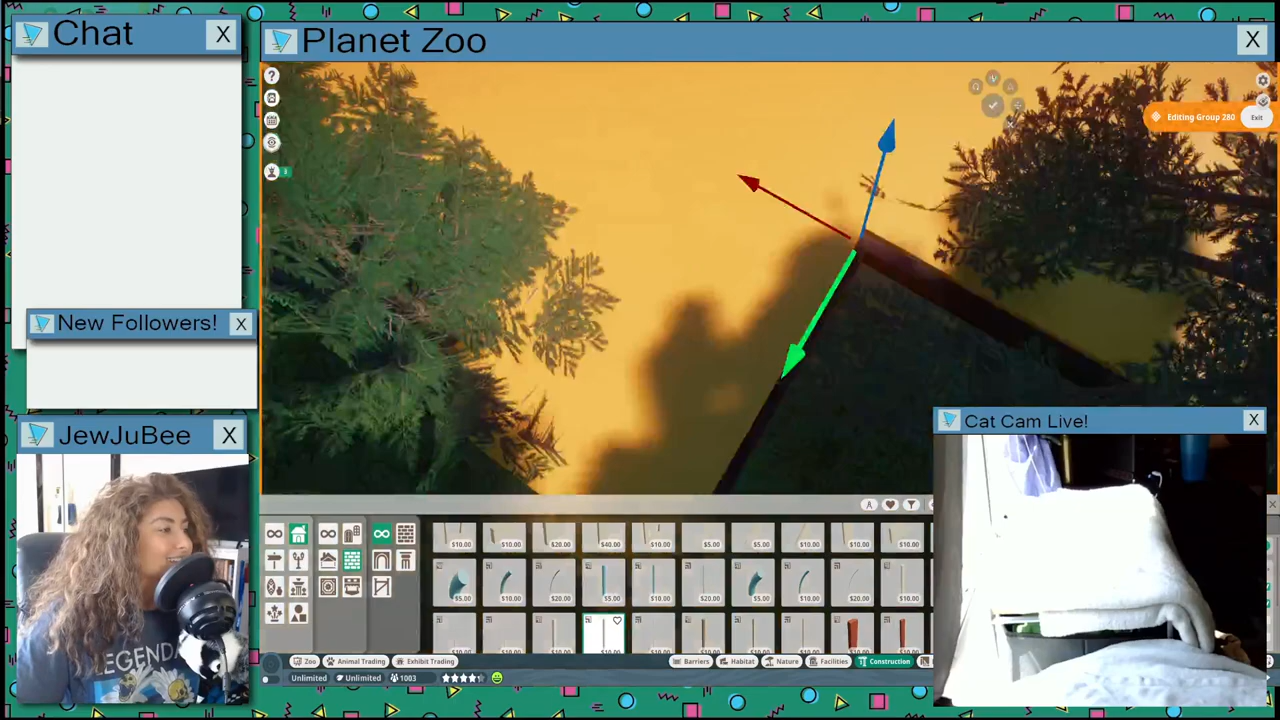 Chat
X
Planet Zoo
X
Editing Group 280
Exit
New Followers!
X
JewJuBee
X
Cat Cam Live!
X
LEGENDA
$10.00 $10.00 $20.00 $40.00 $10.00 $5.00 $5.00 $10.00 $10.00 $10.00
$5.00 $10.00 $20.00 $5.00 $10.00 $20.00 $5.00 $10.00 $20.00 $10.00
Zoo
Animal Trading
Exhibit Trading
Barriers
Habitat
Nature
Facilities
Construction
Unlimited
Unlimited
1003